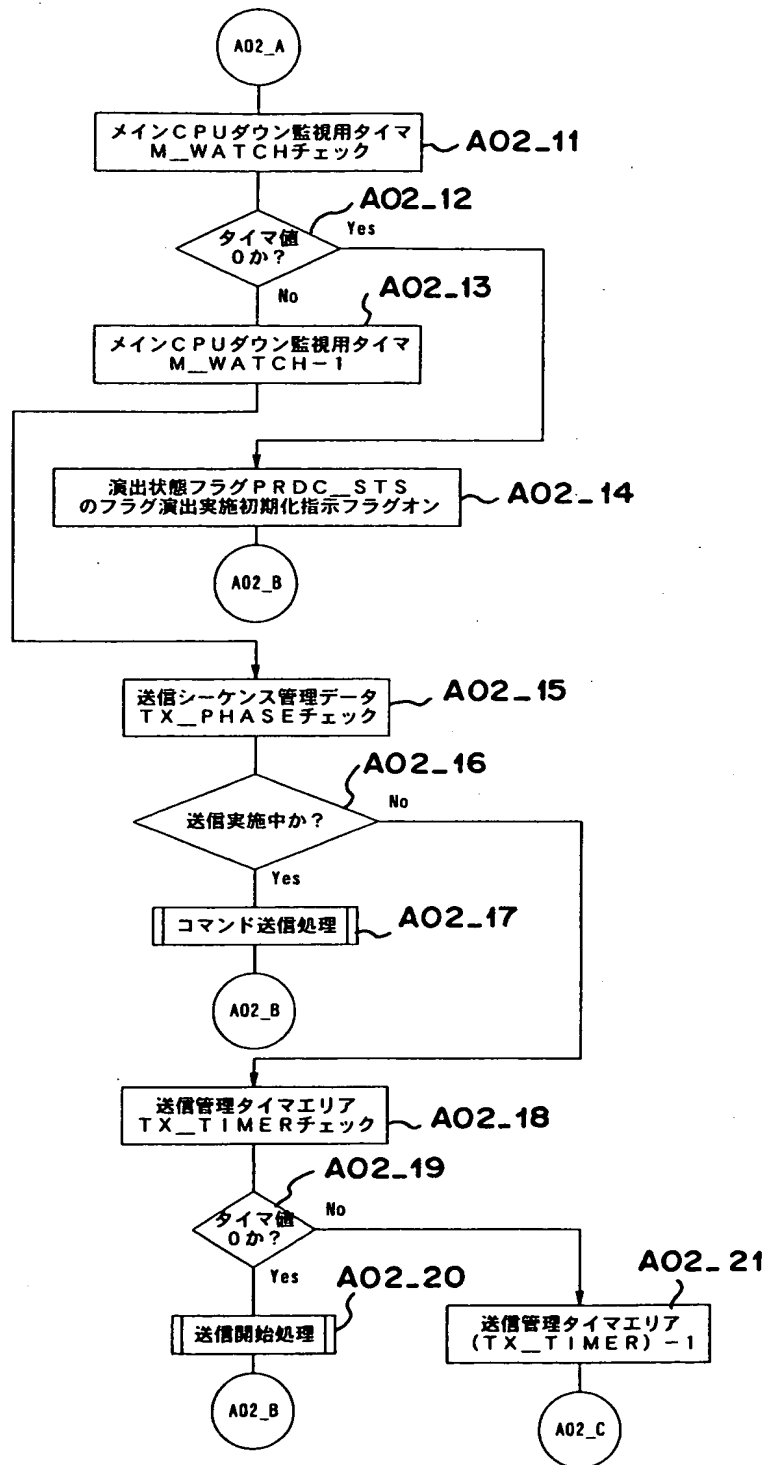 A02_A
メインCPUダウン監視用タイマ
M__WATCHチェック
A02_11
A02_12
タイマ値
0か?
Yes
No
A02_13
メインCPUダウン監視用タイマ
M__WATCH-1
演出状態フラグPRDC__STS
のフラグ演出実施初期化指示フラグオン
A02_14
A02_B
送信シーケンス管理データ
TX__PHASEチェック
A02_15
A02_16
送信実施中か?
No
Yes
コマンド送信処理
A02_17
A02_B
送信管理タイマエリア
TX__TIMERチェック
A02_18
A02_19
タイマ値
0か?
No
Yes
A02_20
送信開始処理
A02_21
送信管理タイマエリア
(TX__TIMER)-1
A02_B
A02_C